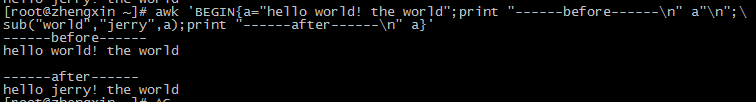 hello jerry! the world
[root@zhengxin ~]# awk 'BEGIN{a="hello world! the world";print "------before------\n" a"\n";\
sub("world","jerry",a);print "------after------\n" a}'
------before------
hello world! the world

------after------
hello jerry! the world
[root@zhengxin ~]# AG